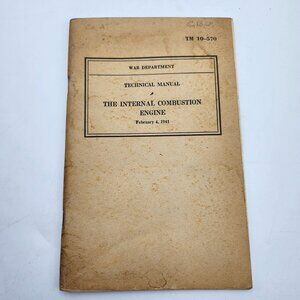 TM 10-570
WAR DEPARTMENT
TECHNICAL MANUAL
THE INTERNAL COMBUSTION
ENGINE
February 4, 1941